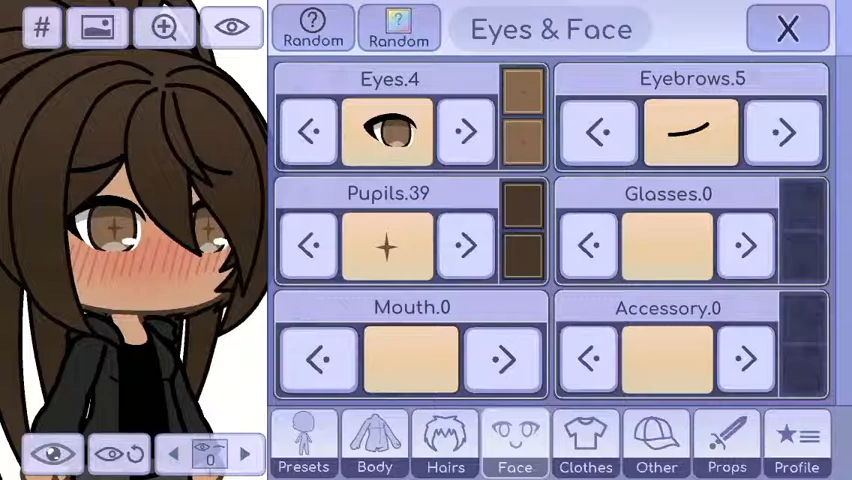 #
Random
Random
Eyes & Face
X
Eyes.4
Eyebrows.5
Pupils.39
Glasses.0
Mouth.0
Accessory.0
0
Presets
Body
Hairs
Face
Clothes
Other
Props
Profile